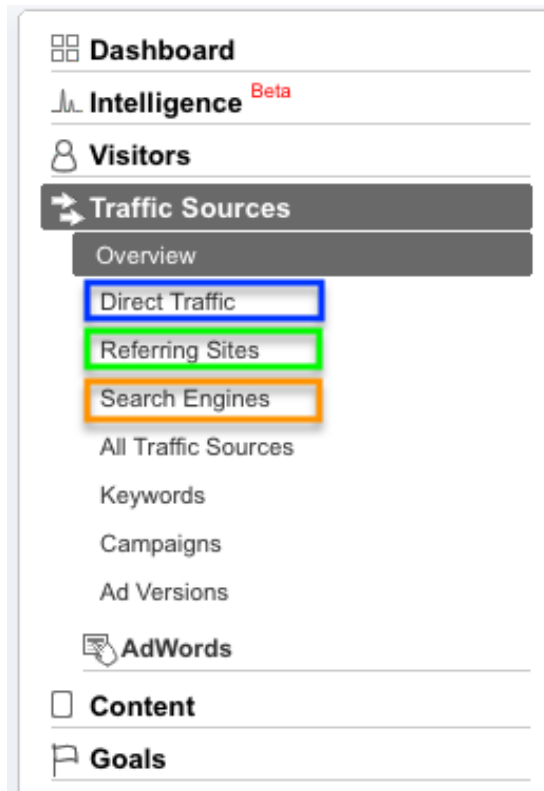 Dashboard
Intelligence Beta
Visitors
Traffic Sources
Overview
Direct Traffic
Referring Sites
Search Engines
All Traffic Sources
Keywords
Campaigns
Ad Versions
AdWords
Content
Goals